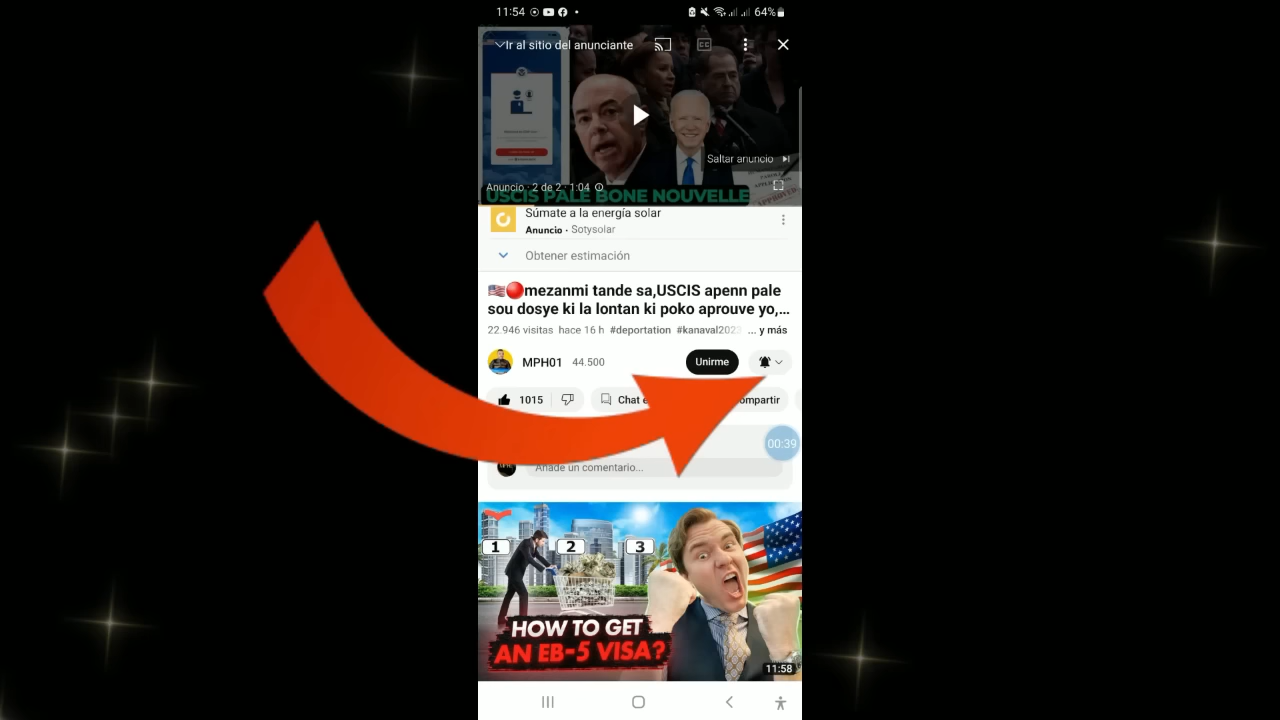 11:54
64%
Ir al sitio del anunciante
CC
Saltar anuncio
Anuncio · 2 de 2 · 1:04
USCIS PALE BONE NOUVELLE
Súmate a la energía solar
Anuncio · Sotysolar
Obtener estimación
mezanmi tande sa,USCIS apenn pale
sou dosye ki la lontan ki poko aprouve yo,...
22.946 visitas hace 16 h #deportation #kanaval2023 ... y más
MPH01 44.500
Unirme
1015
Chat e
ompartir
00:39
Añade un comentario...
1 2 3
HOW TO GET
AN EB-5 VISA?
11:58